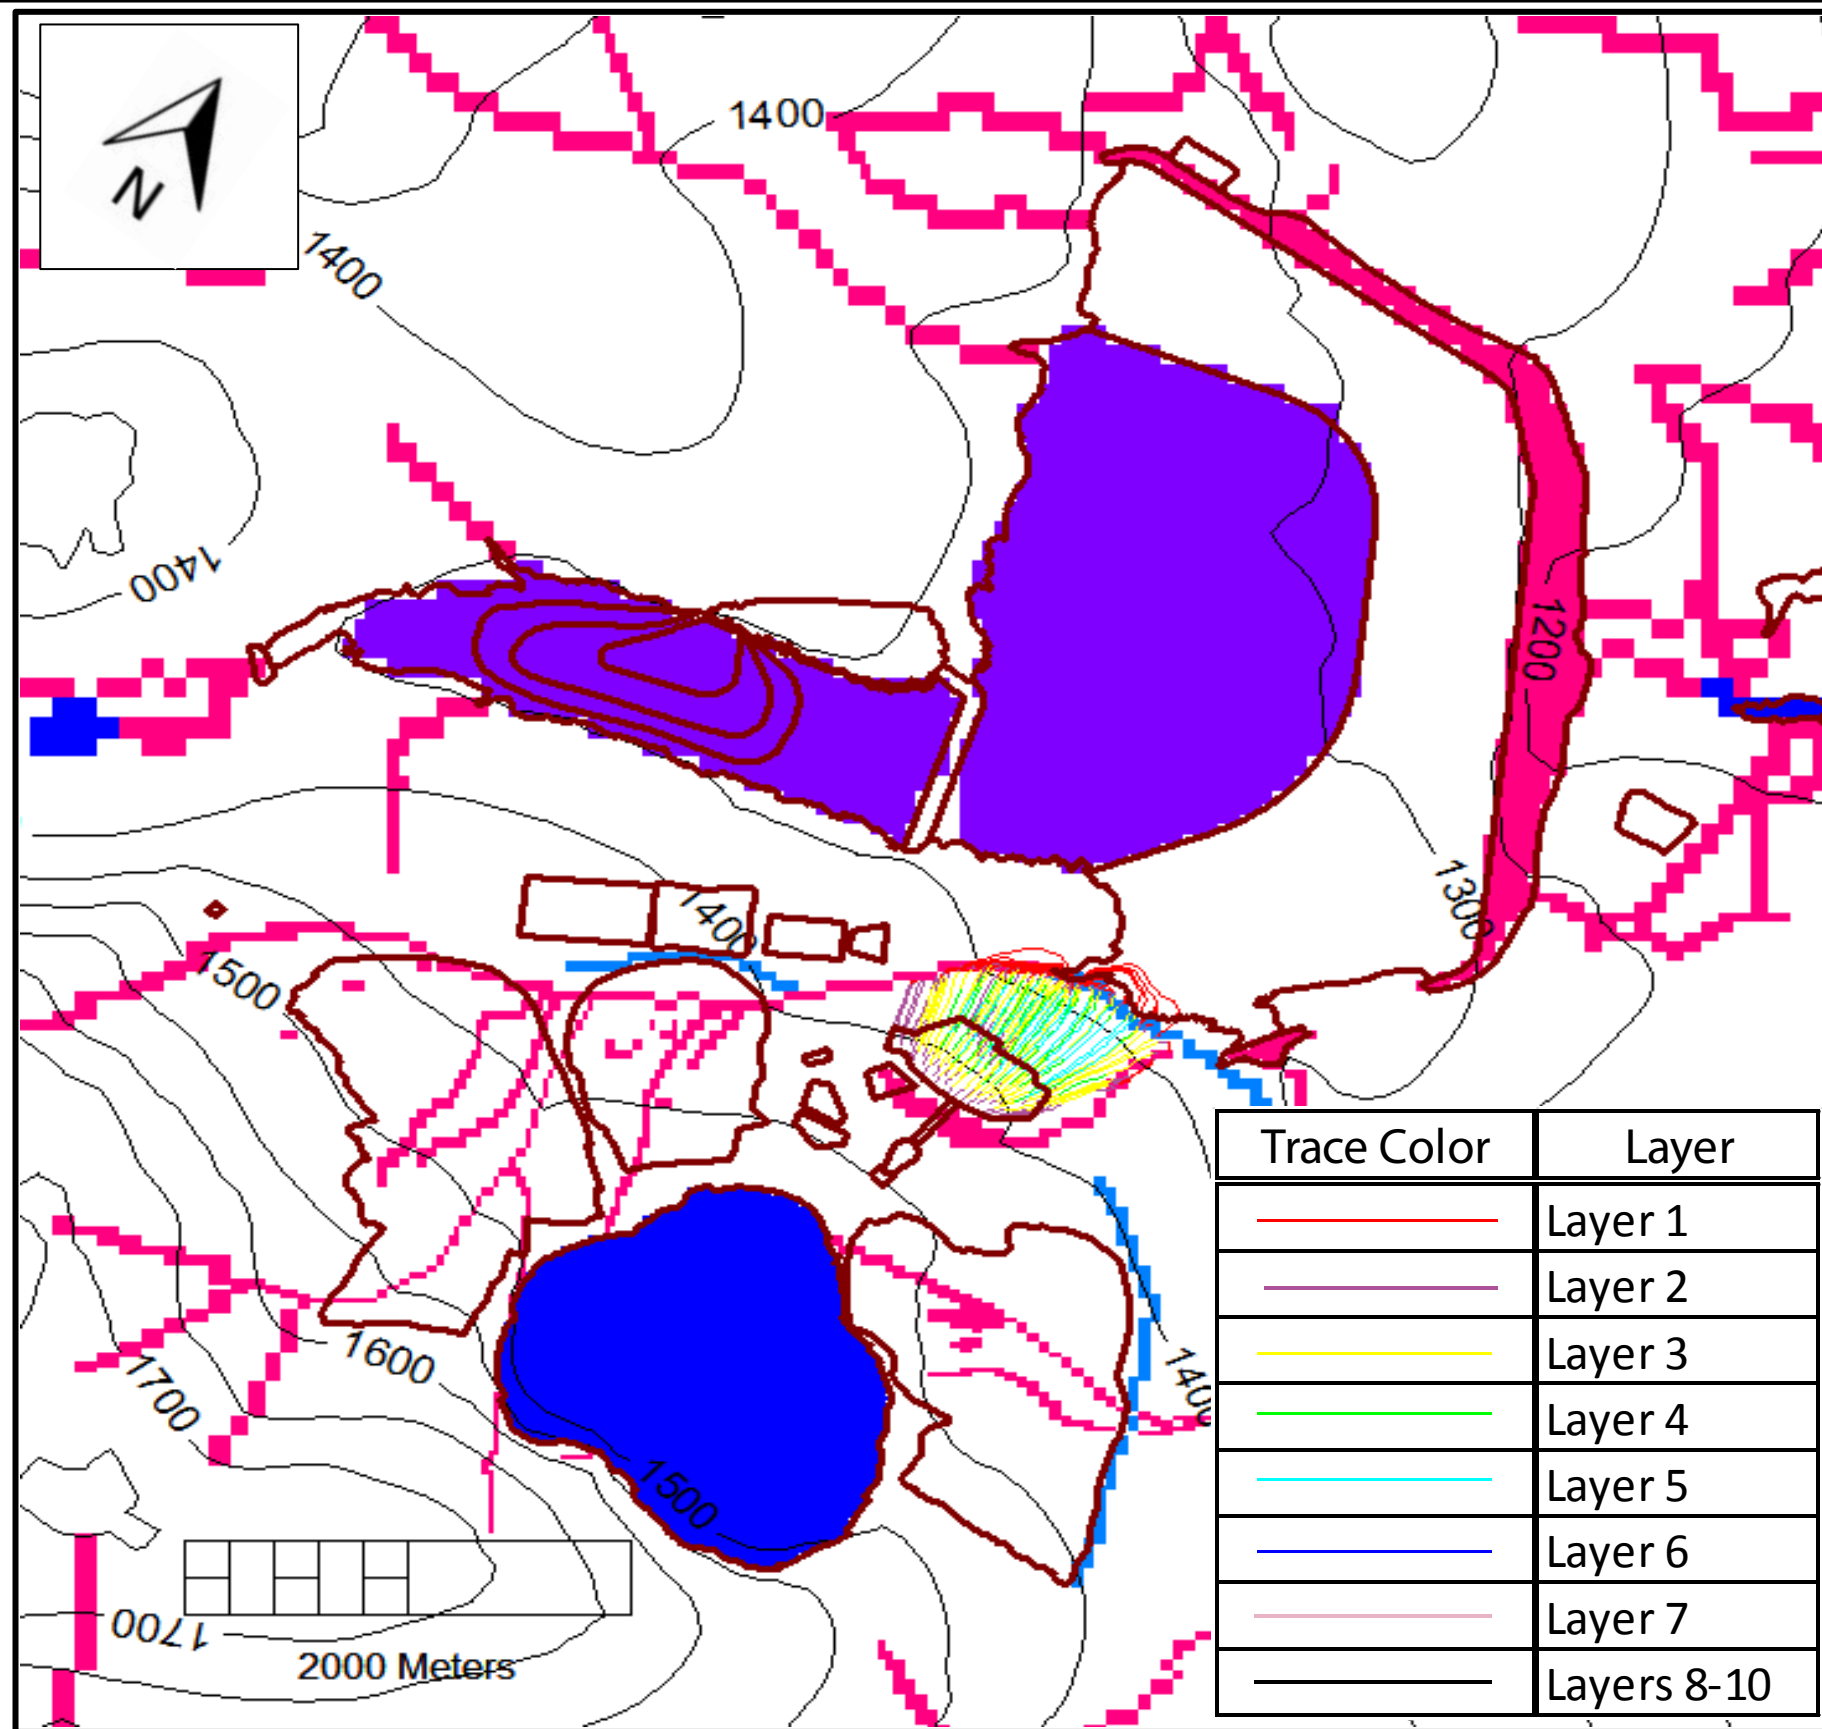 N
1400
1400
1400
1200
1300
1400
1500
1400
1600
1700
1500
1700
2000 Meters
Trace Color Layer
Layer 1
Layer 2
Layer 3
Layer 4
Layer 5
Layer 6
Layer 7
Layers 8-10